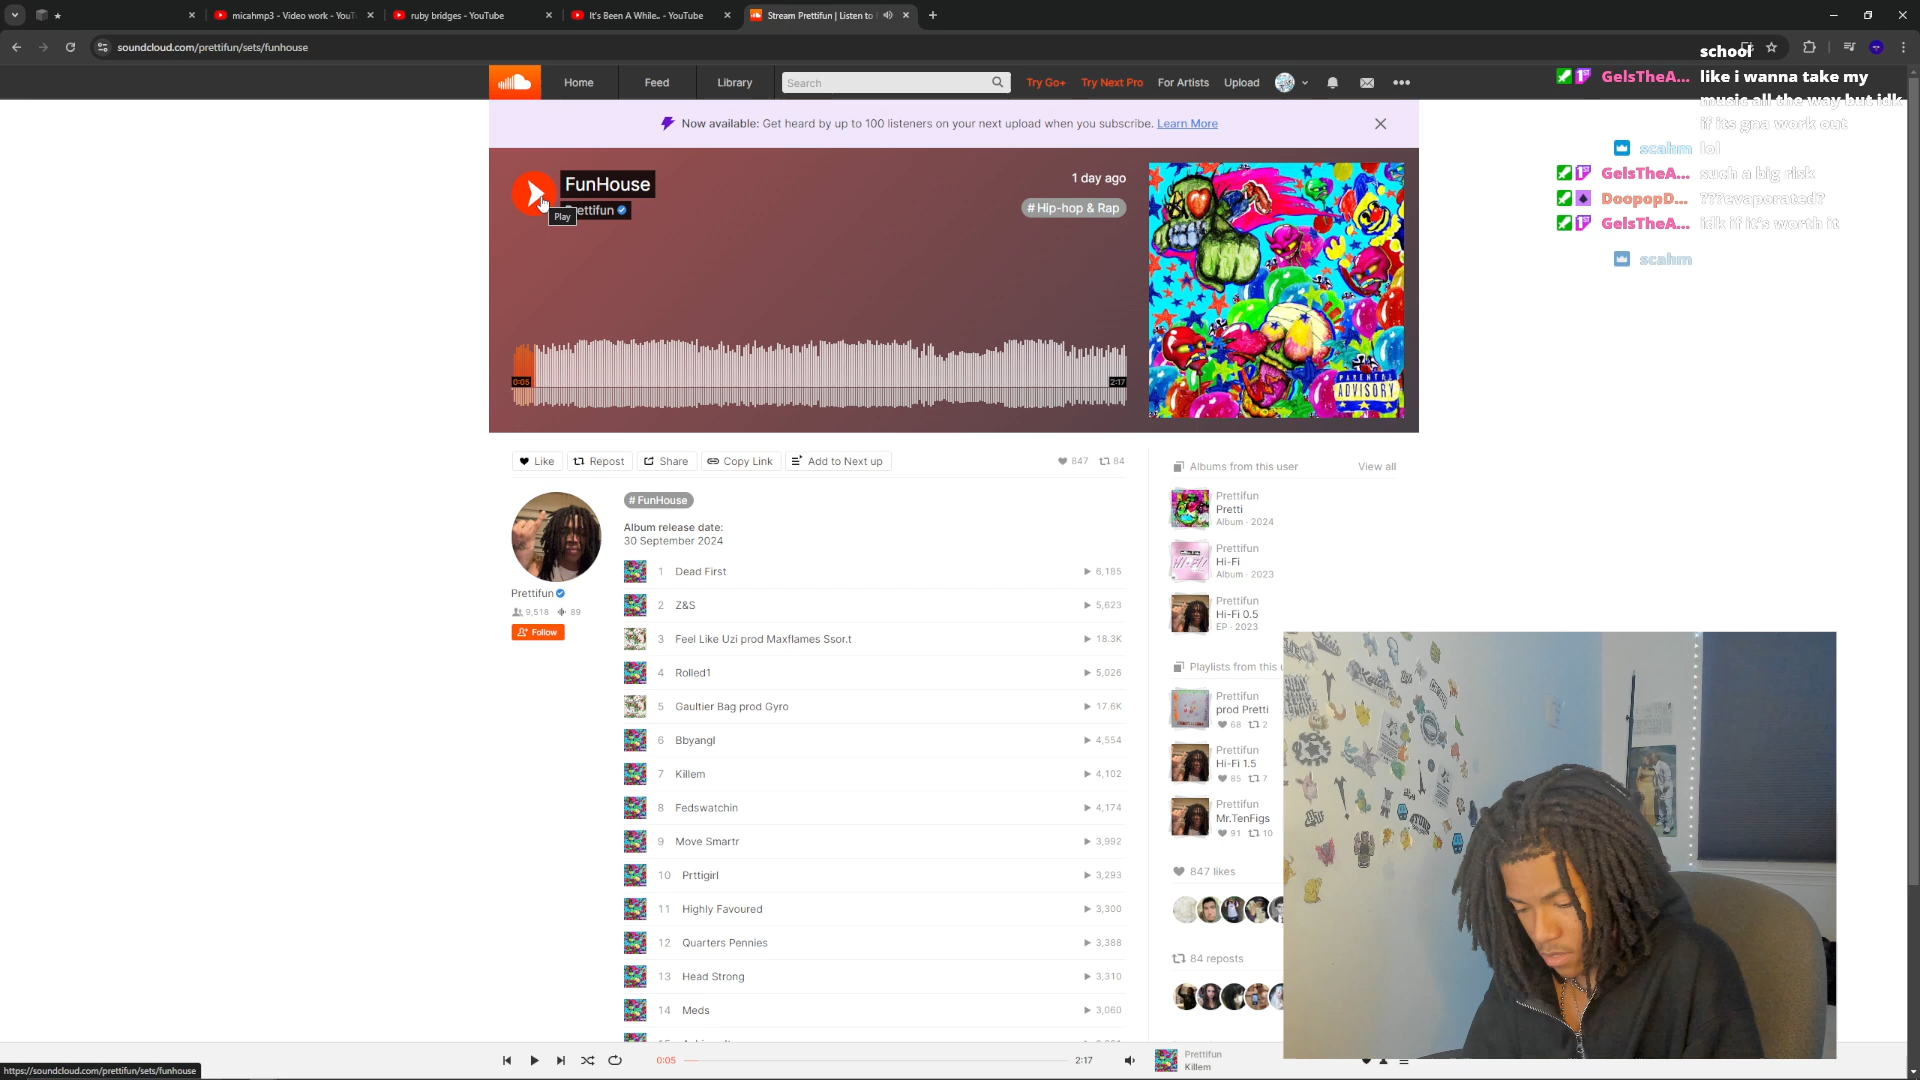 ★
micahmp3 - Video work - YouT
ruby bridges - YouTube
It's Been A While.. - YouTube
Stream Prettifun | Listen to
soundcloud.com/prettifun/sets/funhouse
school
GelsTheA... like i wanna take my
music all the way but idk
if its gna work out
scahm lol
GelsTheA... such a big risk
DoopopD... ???evaporated?
GelsTheA... idk if it's worth it
scahm
Home
Feed
Library
Search
Try Go+
Try Next Pro
For Artists
Upload
Now available: Get heard by up to 100 listeners on your next upload when you subscribe. Learn More
FunHouse
Prettifun
Play
1 day ago
# Hip-hop & Rap
0:05
2:17
PARENTAL
ADVISORY
Like
Repost
Share
Copy Link
Add to Next up
847
84
# FunHouse
Album release date:
30 September 2024
Prettifun
9,518 89
Follow
1 Dead First 6,185
2 Z&S 5,623
3 Feel Like Uzi prod Maxflames Ssor.t 18.3K
4 Rolled1 5,026
5 Gaultier Bag prod Gyro 17.6K
6 Bbyangl 4,554
7 Killem 4,102
8 Fedswatchin 4,174
9 Move Smartr 3,992
10 Prttigirl 3,293
11 Highly Favoured 3,300
12 Quarters Pennies 3,388
13 Head Strong 3,310
14 Meds 3,060
Albums from this user
View all
Prettifun
Pretti
Album · 2024
Prettifun
Hi-Fi
Album · 2023
Prettifun
Hi-Fi 0.5
EP · 2023
Playlists from this
Prettifun
prod Pretti
68 2
Prettifun
Hi-Fi 1.5
85 7
Prettifun
Mr.TenFigs
91 10
847 likes
84 reposts
0:05
2:17
Prettifun
Killem
https://soundcloud.com/prettifun/sets/funhouse